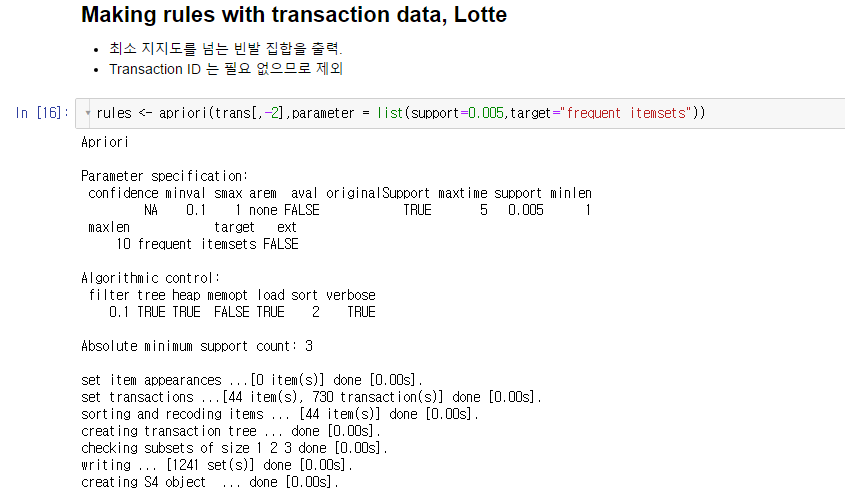 Making rules with transaction data, Lotte
• 최소 지지도를 넘는 빈발 집합을 출력.
• Transaction ID 는 필요 없으므로 제외
In [16]: rules <- apriori(trans[,-2],parameter = list(support=0.005,target="frequent itemsets"))
Apriori
Parameter specification:
confidence minval smax arem aval originalSupport maxtime support minlen
NA 0.1 1 none FALSE TRUE 5 0.005 1
maxlen target ext
10 frequent itemsets FALSE
Algorithmic control:
filter tree heap memopt load sort verbose
0.1 TRUE TRUE FALSE TRUE 2 TRUE
Absolute minimum support count: 3
set item appearances ...[0 item(s)] done [0.00s].
set transactions ...[44 item(s), 730 transaction(s)] done [0.00s].
sorting and recoding items ... [44 item(s)] done [0.00s].
creating transaction tree ... done [0.00s].
checking subsets of size 1 2 3 done [0.00s].
writing ... [1241 set(s)] done [0.00s].
creating S4 object ... done [0.00s].